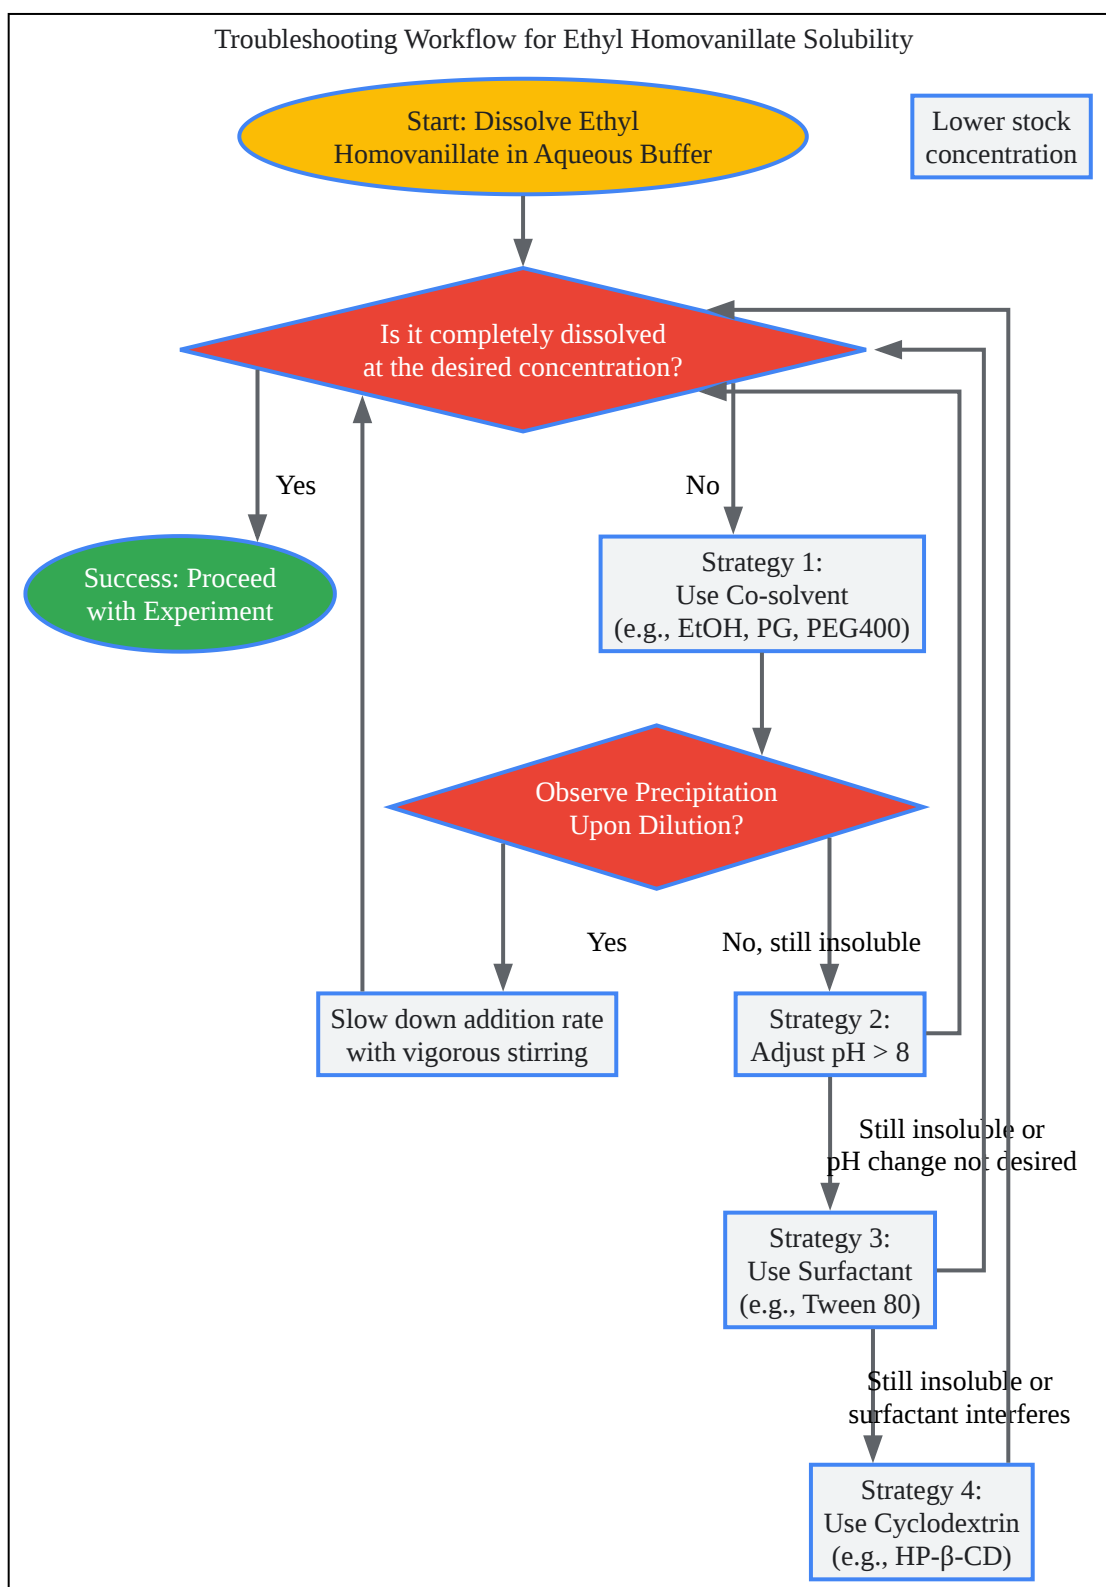 Troubleshooting Workflow for Ethyl Homovanillate Solubility
Start: Dissolve Ethyl
Homovanillate in Aqueous Buffer
Lower stock
concentration
Is it completely dissolved
at the desired concentration?
Yes
No
Success: Proceed
with Experiment
Strategy 1:
Use Co-solvent
(e.g., EtOH, PG, PEG400)
Observe Precipitation
Upon Dilution?
Yes
No, still insoluble
Slow down addition rate
with vigorous stirring
Strategy 2:
Adjust pH > 8
Still insoluble or
pH change not desired
Strategy 3:
Use Surfactant
(e.g., Tween 80)
Still insoluble or
surfactant interferes
Strategy 4:
Use Cyclodextrin
(e.g., HP-β-CD)